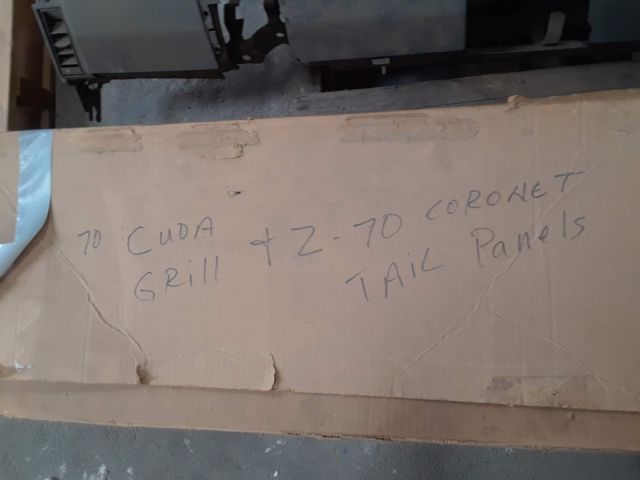 70 CUDA + 2-70 CORONET
GRill TAIL Panels